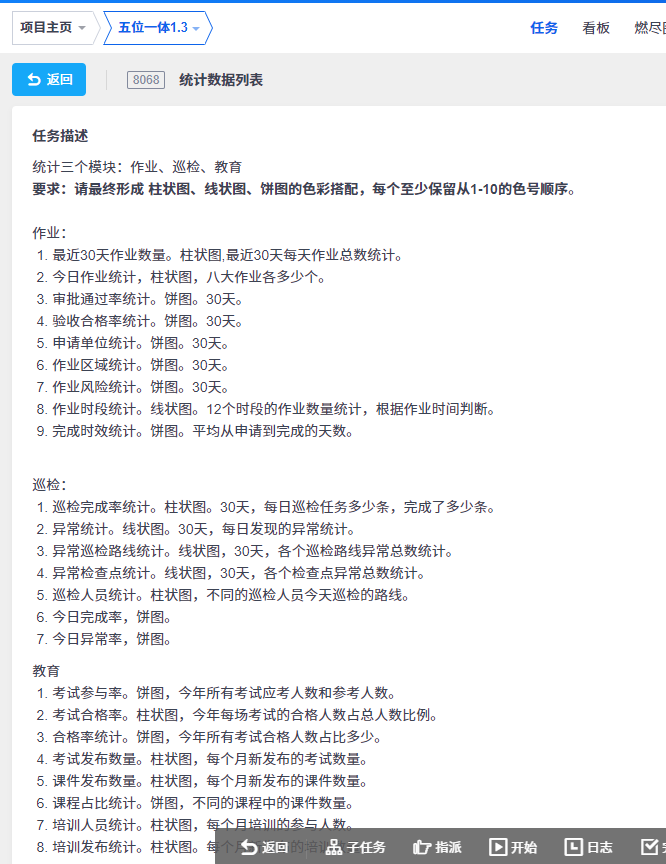 项目主页
五位一体1.3
任务 看板 燃尽
返回
8068 统计数据列表
任务描述
统计三个模块：作业、巡检、教育
要求：请最终形成 柱状图、线状图、饼图的色彩搭配，每个至少保留从1-10的色号顺序。
作业：
1. 最近30天作业数量。柱状图,最近30天每天作业总数统计。
2. 今日作业统计，柱状图，八大作业各多少个。
3. 审批通过率统计。饼图。30天。
4. 验收合格率统计。饼图。30天。
5. 申请单位统计。饼图。30天。
6. 作业区域统计。饼图。30天。
7. 作业风险统计。饼图。30天。
8. 作业时段统计。线状图。12个时段的作业数量统计，根据作业时间判断。
9. 完成时效统计。饼图。平均从申请到完成的天数。
巡检：
1. 巡检完成率统计。柱状图。30天，每日巡检任务多少条，完成了多少条。
2. 异常统计。线状图。30天，每日发现的异常统计。
3. 异常巡检路线统计。线状图，30天，各个巡检路线异常总数统计。
4. 异常检查点统计。线状图，30天，各个检查点异常总数统计。
5. 巡检人员统计。柱状图，不同的巡检人员今天巡检的路线。
6. 今日完成率，饼图。
7. 今日异常率，饼图。
教育
1. 考试参与率。饼图，今年所有考试应考人数和参考人数。
2. 考试合格率。柱状图，今年每场考试的合格人数占总人数比例。
3. 合格率统计。饼图，今年所有考试合格人数占比多少。
4. 考试发布数量。柱状图，每个月新发布的考试数量。
5. 课件发布数量。柱状图，每个月新发布的课件数量。
6. 课程占比统计。饼图，不同的课程中的课件数量。
7. 培训人员统计。柱状图，每个月培训的参与人数。
8. 培训发布统计。柱状图。每个月
返回 子任务 指派 开始 日志